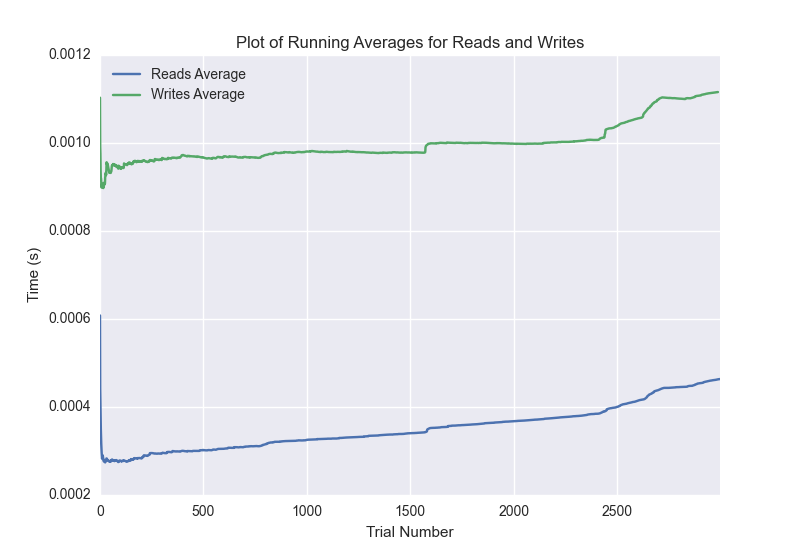 Plot of Running Averages for Reads and Writes
0.0012
0.0010
0.0008
0.0006
0.0004
0.0002
Time (s)
Reads Average
Writes Average
0 500 1000 1500 2000 2500
Trial Number